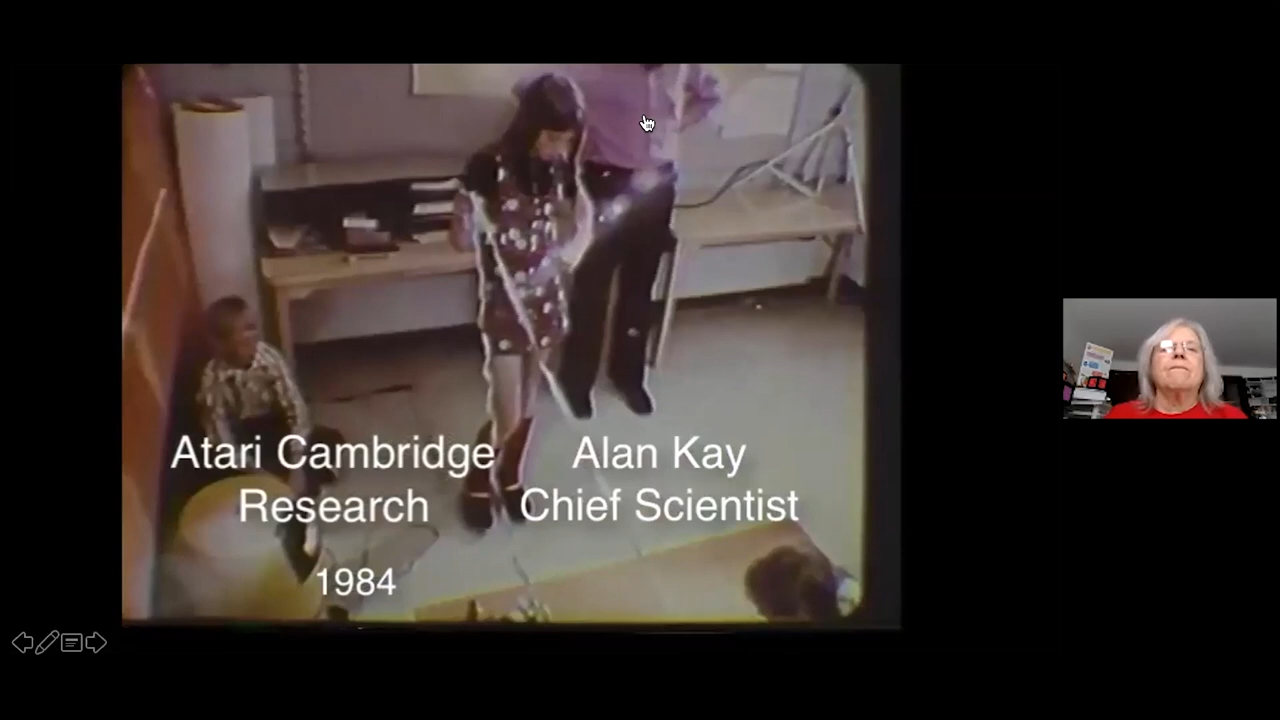 Atari Cambridge
Research
1984
Alan Kay
Chief Scientist